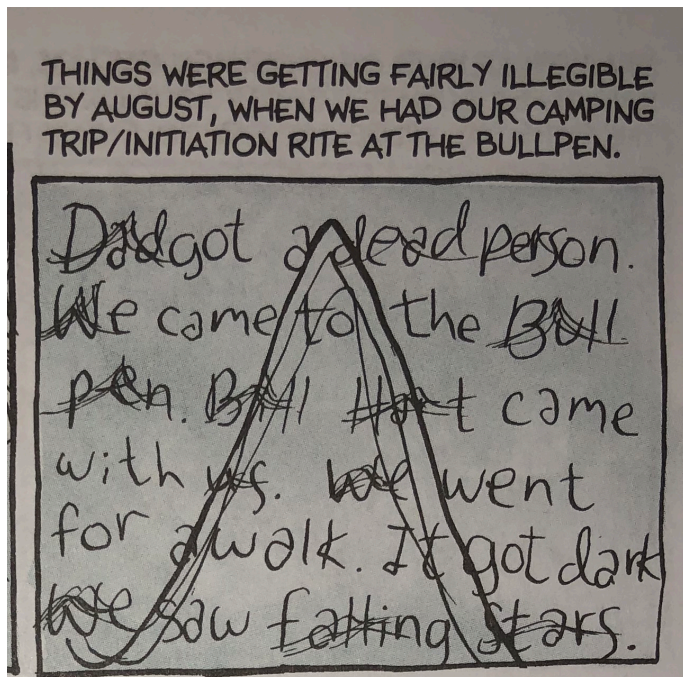 THINGS WERE GETTING FAIRLY ILLEGIBLE
BY AUGUST, WHEN WE HAD OUR CAMPING
TRIP/INITIATION RITE AT THE BULLPEN.
Dad got a dead person.
We came to the Bull
pen. Bill Hart came
with us. We went
for a walk. It got dark
We saw falling stars.